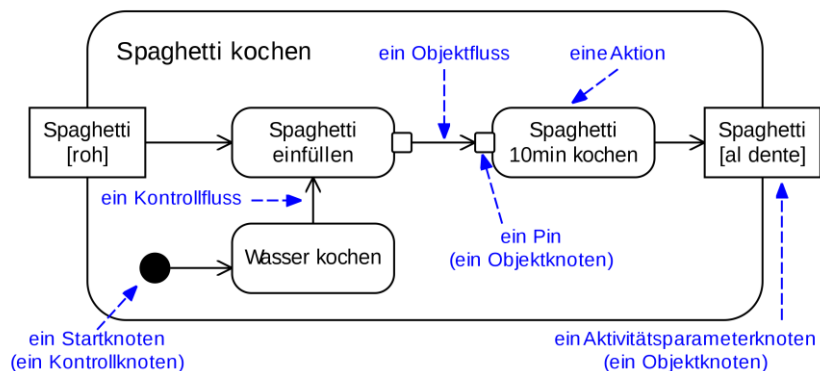 Spaghetti kochen
ein Objektfluss
eine Aktion
Spaghetti
[roh]
Spaghetti
einfüllen
Spaghetti
10min kochen
Spaghetti
[al dente]
ein Kontrollfluss
Wasser kochen
ein Pin
(ein Objektknoten)
ein Startknoten
(ein Kontrollknoten)
ein Aktivitätsparameterknoten
(ein Objektknoten)